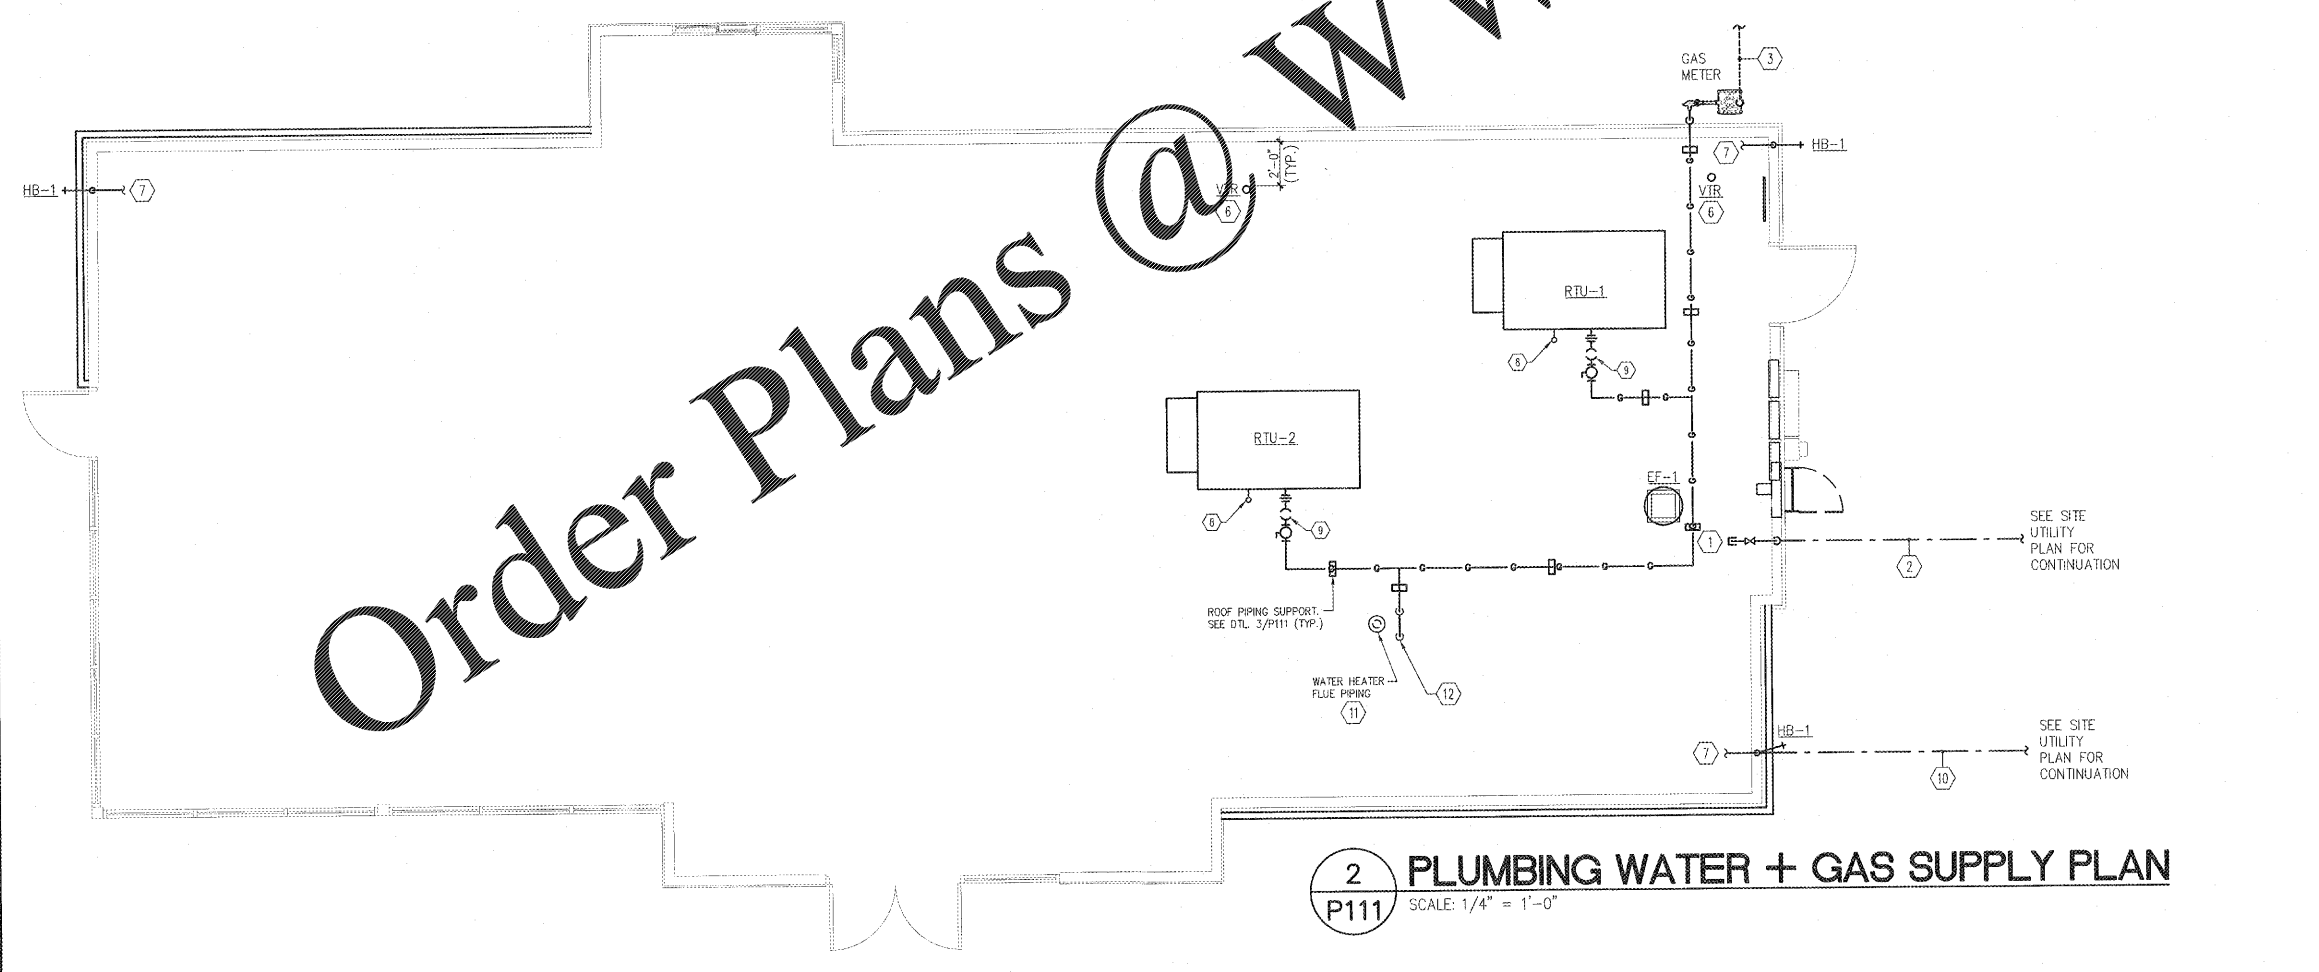 Order Plans @ WW
GAS
METER
3
HB-1
7
2'-0"
(TYP.)
VTR
6
7
HB-1
VTR
6
RTU-1
8
9
RTU-2
8
9
EF-1
1
2
SEE SITE
UTILITY
PLAN FOR
CONTINUATION
G G G
G G G G G G
ROOF PIPING SUPPORT.
SEE DTL. 3/P111 (TYP.)
WATER HEATER
FLUE PIPING
11
12
7
HB-1
10
SEE SITE
UTILITY
PLAN FOR
CONTINUATION
2
P111
PLUMBING WATER + GAS SUPPLY PLAN
SCALE: 1/4" = 1'-0"